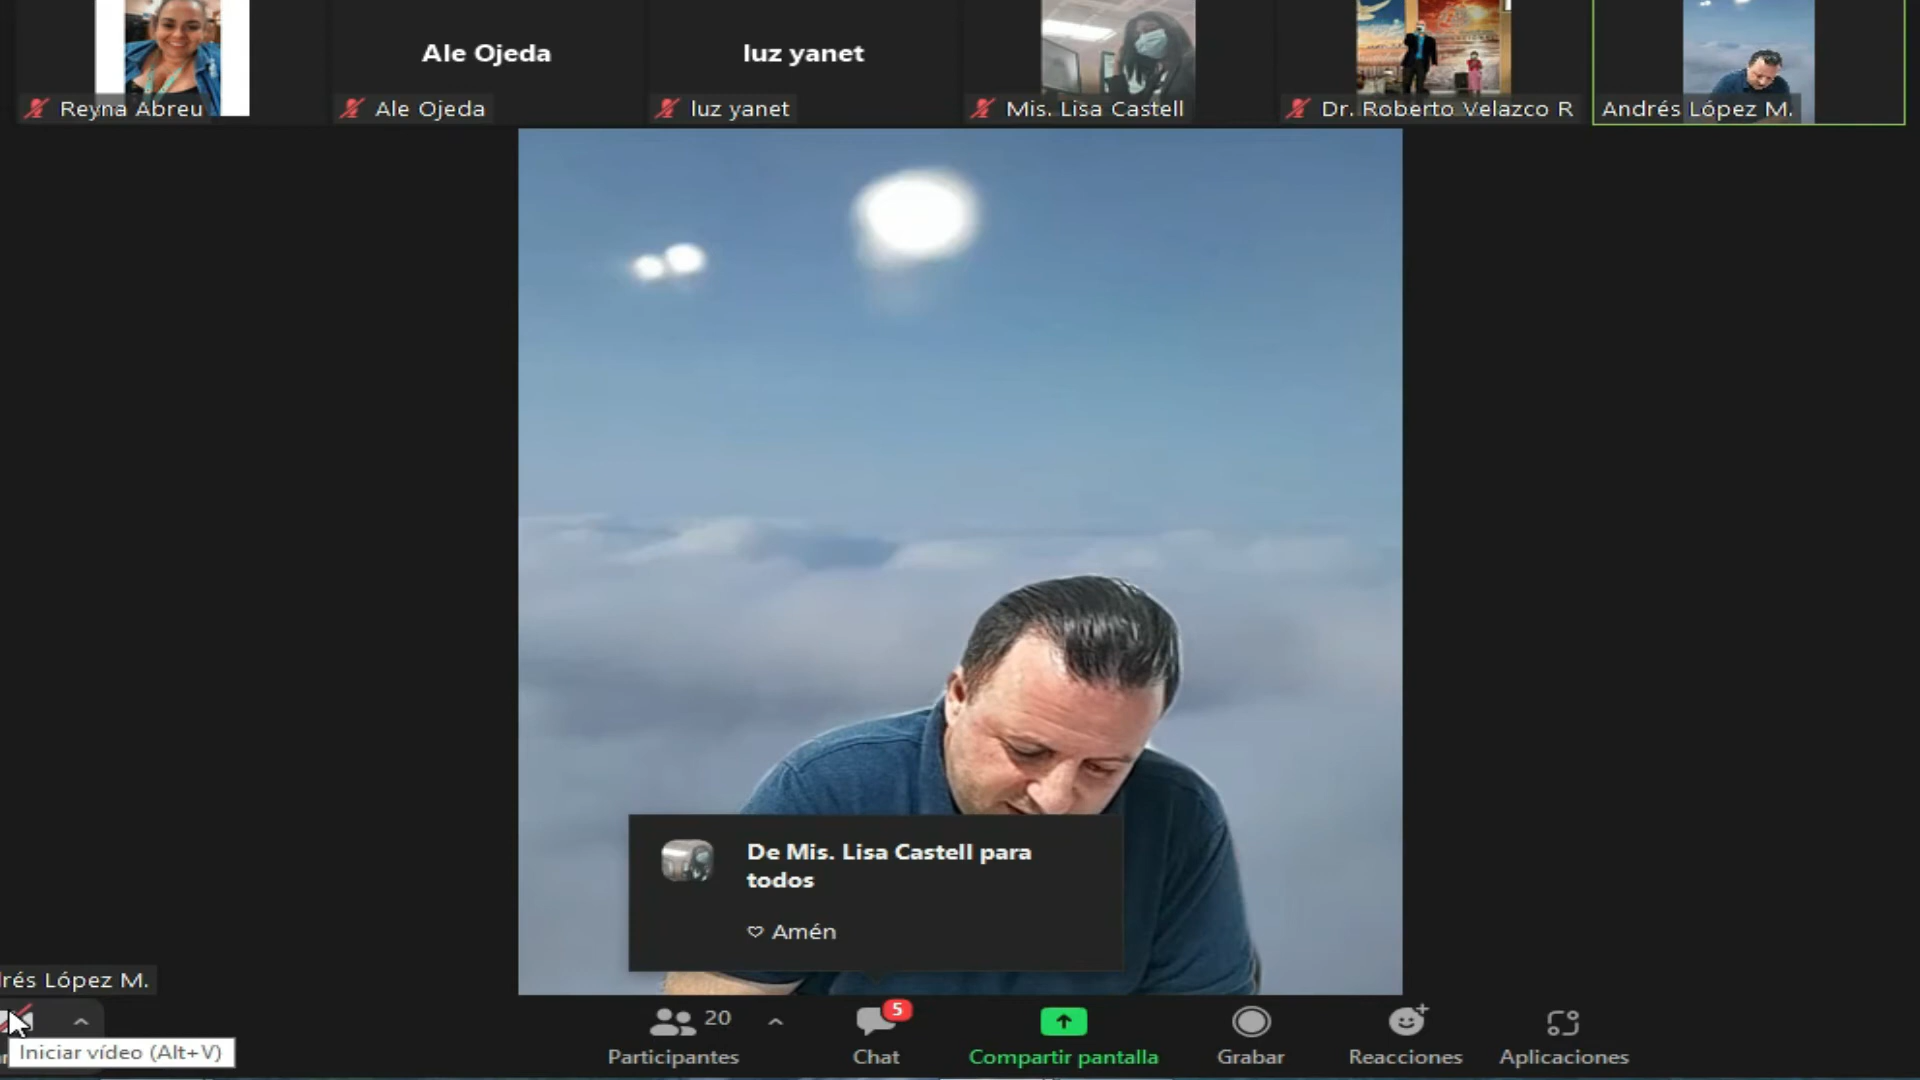 Ale Ojeda
luz yanet
Reyna Abreu
Ale Ojeda
luz yanet
Mis. Lisa Castell
Dr. Roberto Velazco R
Andrés López M.
De Mis. Lisa Castell para
todos
♡ Amén
rés López M.
20
5
Iniciar vídeo (Alt+V)
Participantes
Chat
Compartir pantalla
Grabar
Reacciones
Aplicaciones